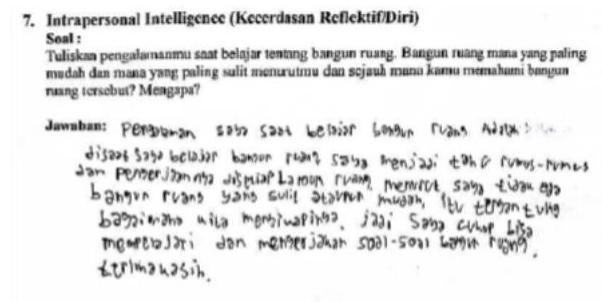 7. Intrapersonal Intelligence (Kecerdasan Reflektif/Diri)
Soal :
Tuliskan pengalamanmu saat belajar tentang bangun ruang. Bangun ruang mana yang paling
mudah dan mana yang paling sulit menurutmu dan sejauh mana kamu memahami bangun
ruang tersebut? Mengapa?
Jawaban: Pengalaman saya saat belajar bangun ruang Adalah :
disaat saya belajar bangun ruang saya menjadi tahu rumus-rumus
dan pengerjaannya disetiap bangun ruang, menurut saya tidak ada
bangun ruang yang sulit ataupun mudah, itu tergantung
bagaimana kita menyikapinya, jadi saya cukup bisa
mempelajari dan mengerjakan soal-soal bangun ruang.
terimakasih.